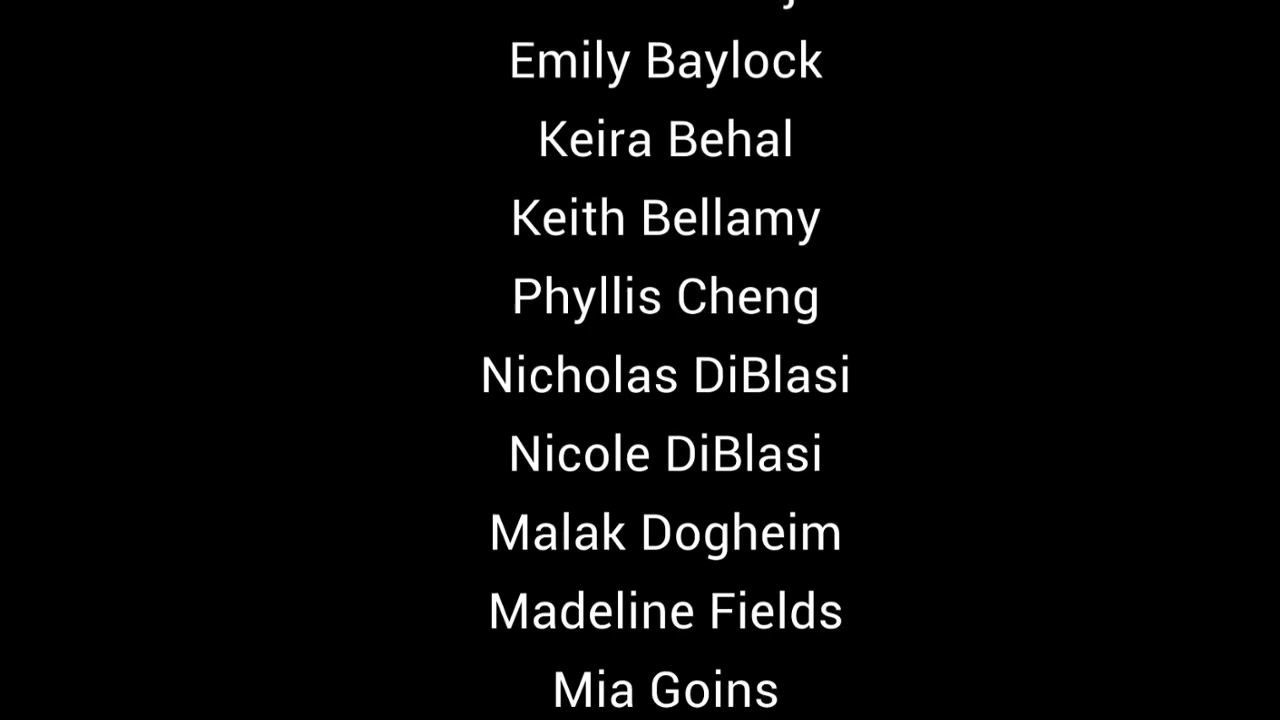 Emily Baylock
Keira Behal
Keith Bellamy
Phyllis Cheng
Nicholas DiBlasi
Nicole DiBlasi
Malak Dogheim
Madeline Fields
Mia Goins